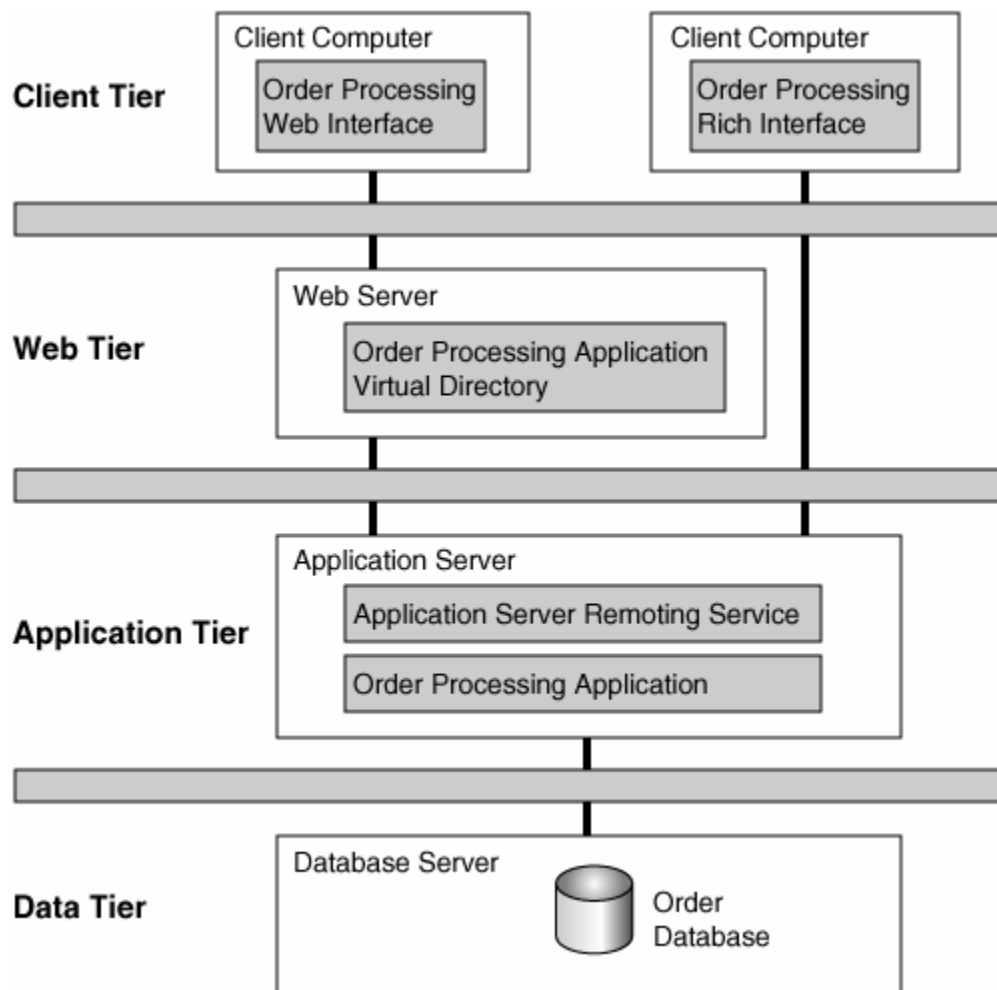 Client Computer
Order Processing
Web Interface
Client Computer
Order Processing
Rich Interface
Client Tier
Web Server
Order Processing Application
Virtual Directory
Web Tier
Application Server
Application Server Remoting Service
Order Processing Application
Application Tier
Database Server
Order
Database
Data Tier